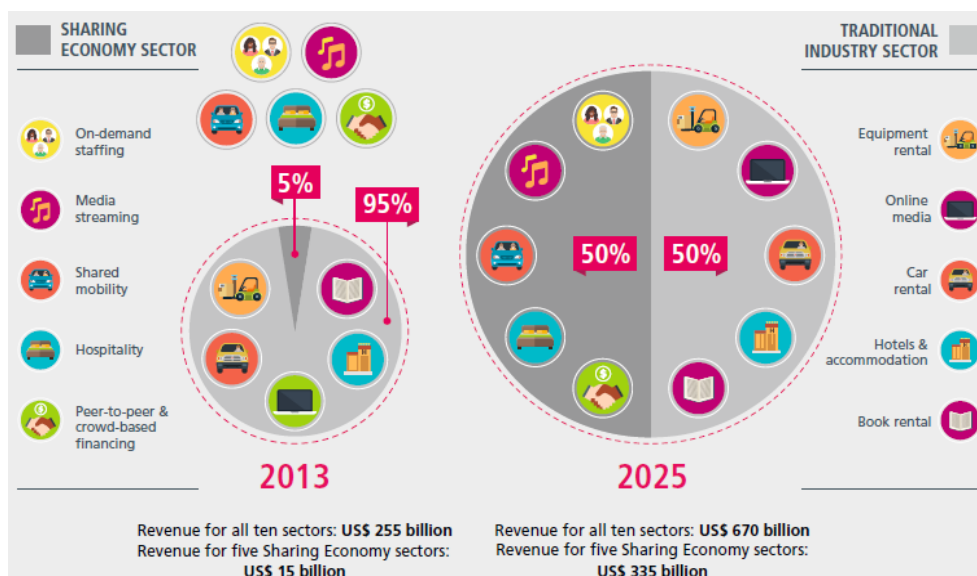 SHARING
ECONOMY SECTOR
On-demand
staffing
Media
streaming
Shared
mobility
Hospitality
Peer-to-peer &
crowd-based
financing
5%
95%
2013
Revenue for all ten sectors: US$ 255 billion
Revenue for five Sharing Economy sectors:
US$ 15 billion
50%
50%
2025
Revenue for all ten sectors: US$ 670 billion
Revenue for five Sharing Economy sectors:
US$ 335 billion
TRADITIONAL
INDUSTRY SECTOR
Equipment
rental
Online
media
Car
rental
Hotels &
accommodation
Book rental